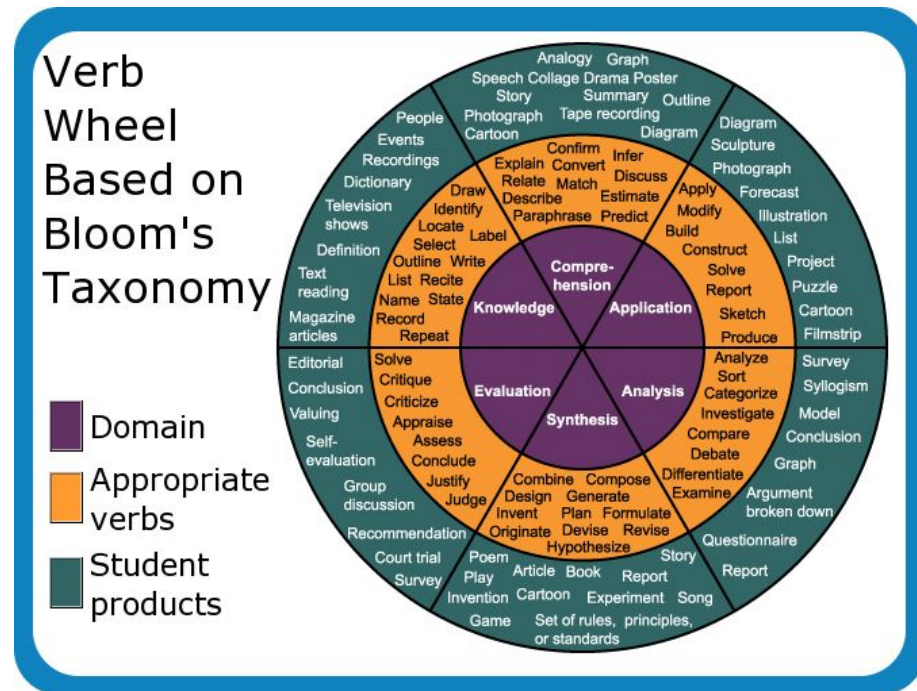 Verb
Wheel
Based on
Bloom's
Taxonomy
Domain
Appropriate
verbs
Student
products
Compre-
hension
Application
Analysis
Synthesis
Evaluation
Knowledge
Confirm Infer
Explain Convert
Relate Match Discuss
Describe Estimate
Paraphrase Predict
Apply
Modify
Build
Construct
Solve
Report
Sketch
Produce
Analyze
Sort
Categorize
Investigate
Compare
Debate
Differentiate
Examine
Combine Compose
Design Generate
Invent Plan Formulate
Originate Devise Revise
Hypothesize
Solve
Critique
Criticize
Appraise
Assess
Conclude
Justify
Judge
Draw
Identify
Locate
Select Label
Outline Write
List Recite
Name State
Record
Repeat
Analogy Graph
Speech Collage Drama Poster
Story Summary Outline
Photograph Tape recording
Cartoon Diagram
Diagram
Sculpture
Photograph
Forecast
Illustration
List
Project
Puzzle
Cartoon
Filmstrip
Survey
Syllogism
Model
Conclusion
Graph
Argument
broken down
Questionnaire
Report
Poem Story
Play Article Book Report
Invention Cartoon Experiment Song
Game Set of rules, principles,
or standards
Editorial
Conclusion
Valuing
Self-
evaluation
Group
discussion
Recommendation
Court trial
Survey
People
Events
Recordings
Dictionary
Television
shows
Definition
Text
reading
Magazine
articles